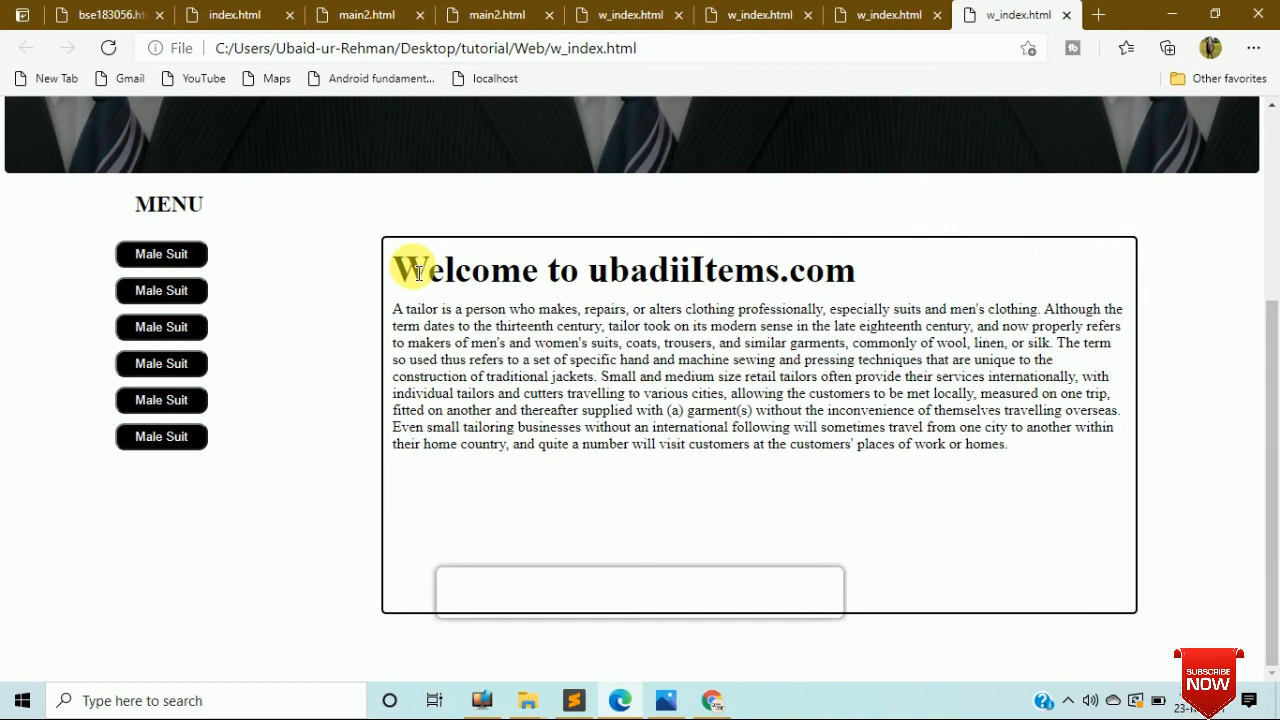 bse183056.ht
index.html
main2.html
main2.html
w_index.html
w_index.html
w_index.html
w_index.html
File C:/Users/Ubaid-ur-Rehman/Desktop/tutorial/Web/w_index.html
New Tab
Gmail
YouTube
Maps
Android fundament...
localhost
Other favorites
MENU
Male Suit
Male Suit
Male Suit
Male Suit
Male Suit
Male Suit
Welcome to ubadiiItems.com
A tailor is a person who makes, repairs, or alters clothing professionally, especially suits and men's clothing. Although the
term dates to the thirteenth century, tailor took on its modern sense in the late eighteenth century, and now properly refers
to makers of men's and women's suits, coats, trousers, and similar garments, commonly of wool, linen, or silk. The term
so used thus refers to a set of specific hand and machine sewing and pressing techniques that are unique to the
construction of traditional jackets. Small and medium size retail tailors often provide their services internationally, with
individual tailors and cutters travelling to various cities, allowing the customers to be met locally, measured on one trip,
fitted on another and thereafter supplied with (a) garment(s) without the inconvenience of themselves travelling overseas.
Even small tailoring businesses without an international following will sometimes travel from one city to another within
their home country, and quite a number will visit customers at the customers' places of work or homes.
Type here to search
SUBSCRIBE
NOW